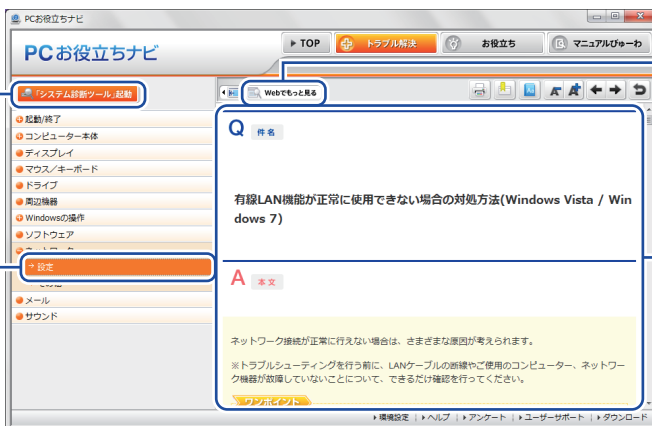 PCお役立ちナビ
PCお役立ちナビ
TOP
トラブル解決
お役立ち
マニュアルびゅーわ
「システム診断ツール」起動
Webでもっと見る
起動/終了
コンピューター本体
ディスプレイ
マウス/キーボード
ドライブ
周辺機器
Windowsの操作
ソフトウェア
設定
メール
サウンド
Q 件名
有線LAN機能が正常に使用できない場合の対処方法(Windows Vista / Win
dows 7)
A 本文
ネットワーク接続が正常に行えない場合は、さまざまな原因が考えられます。
※トラブルシューティングを行う前に、LANケーブルの断線やご使用のコンピューター、ネットワー
ク機器が故障していないことについて、できるだけ確認を行ってください。
ワンポイント
環境設定 | ヘルプ | アンケート | ユーザーサポート | ダウンロード